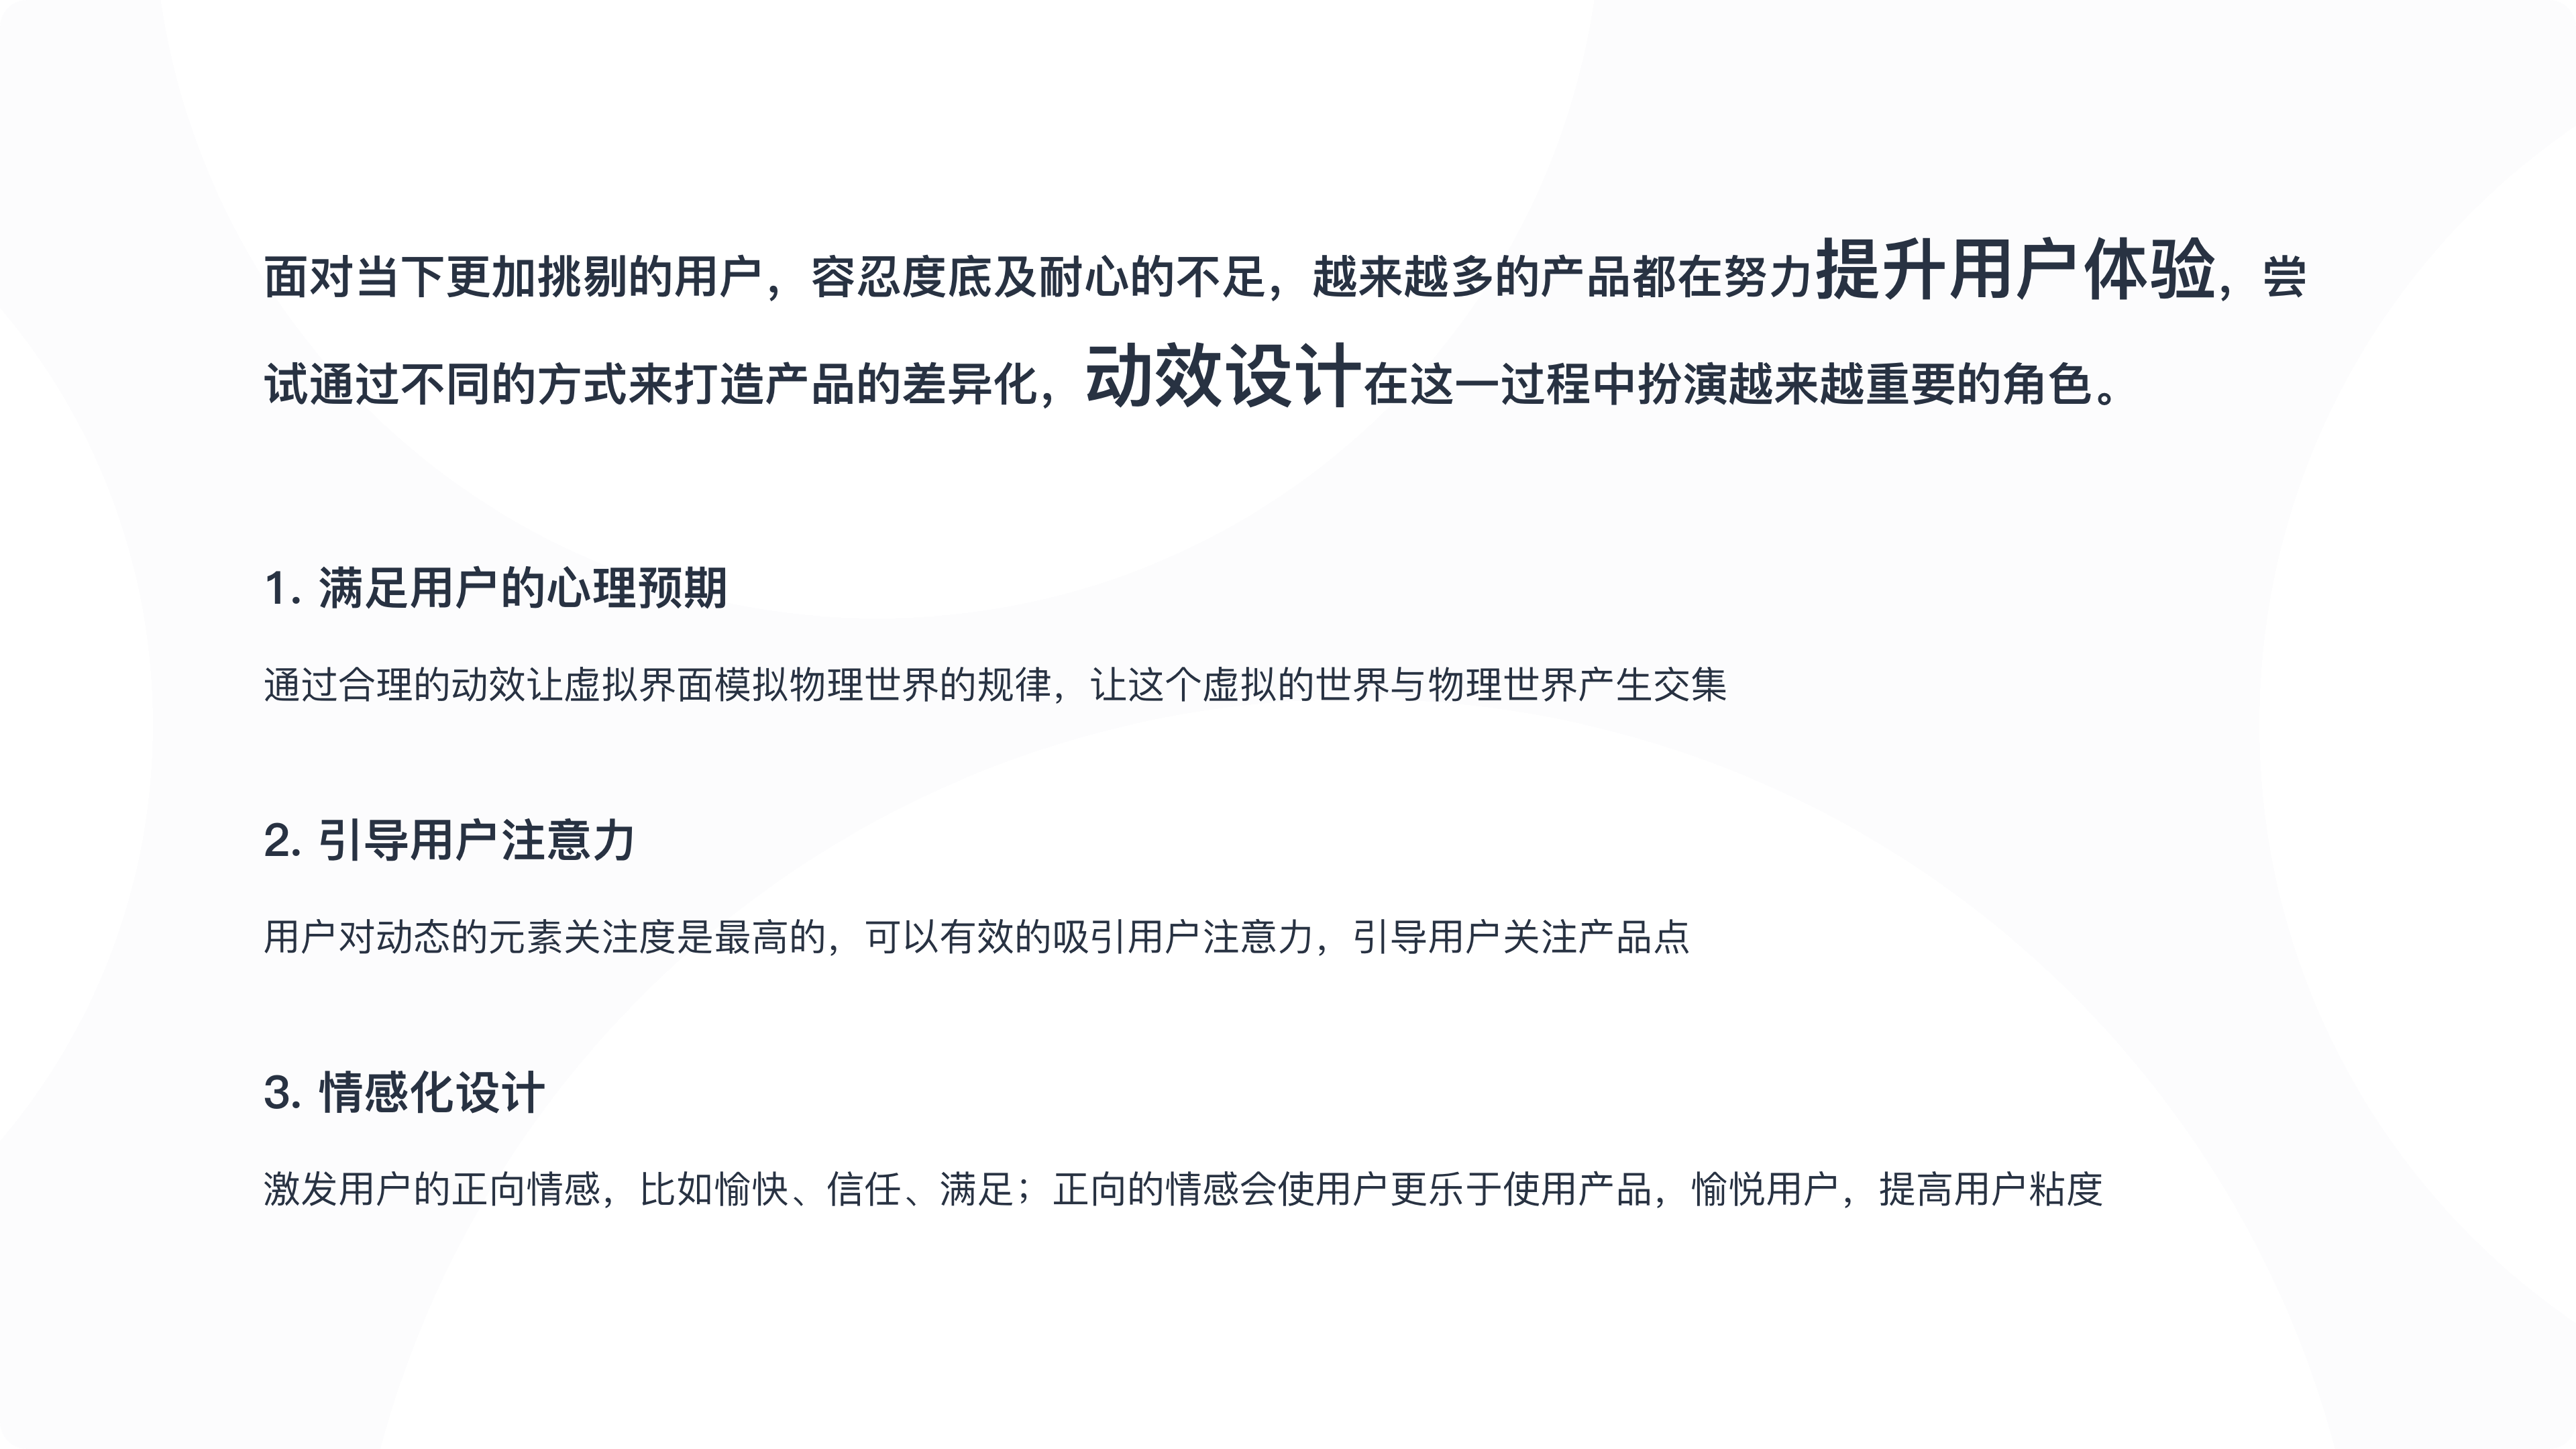 面对当下更加挑剔的用户，容忍度底及耐心的不足，越来越多的产品都在努力提升用户体验，尝
试通过不同的方式来打造产品的差异化，动效设计在这一过程中扮演越来越重要的角色。
1. 满足用户的心理预期
通过合理的动效让虚拟界面模拟物理世界的规律，让这个虚拟的世界与物理世界产生交集
2. 引导用户注意力
用户对动态的元素关注度是最高的，可以有效的吸引用户注意力，引导用户关注产品点
3. 情感化设计
激发用户的正向情感，比如愉快、信任、满足；正向的情感会使用户更乐于使用产品，愉悦用户，提高用户粘度